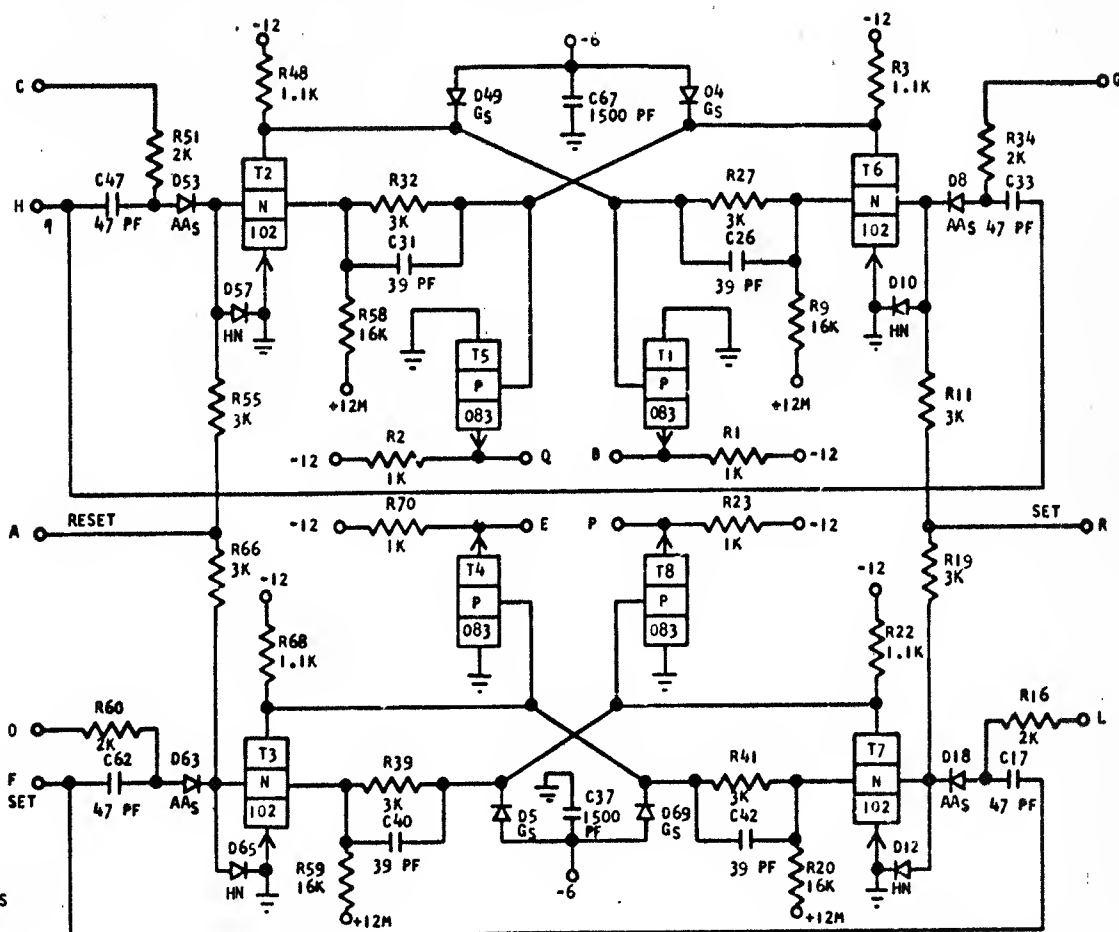 -12
-6
-12
C
R48
1.1K
D49
GS
C67
1500 PF
D4
GS
R3
1.1K
R51
2K
R34
2K
C47
D53
T2
R32
R27
T6
D8
C33
H
47 PF
AAS
N
3K
3K
N
AAS
47 PF
102
C31
39 PF
C26
39 PF
102
D57
HN
R58
16K
T5
P
083
T1
P
083
R9
16K
D10
HN
+12M
+12M
R55
3K
R11
3K
-12
R2
1K
Q
B
R1
1K
-12
A
RESET
-12
R70
1K
E
P
R23
1K
-12
SET
R
R66
3K
T4
P
083
T8
P
083
R19
3K
-12
-12
R68
1.1K
R22
1.1K
O
R60
2K
R16
2K
L
F
SET
C62
47 PF
D63
AAS
T3
N
102
R39
3K
C40
39 PF
D5
GS
C37
1500
PF
D69
GS
R41
3K
C42
39 PF
T7
N
102
D18
AAS
C17
47 PF
D65
HN
R59
16K
-6
R20
16K
D12
HN
+12M
+12M
S